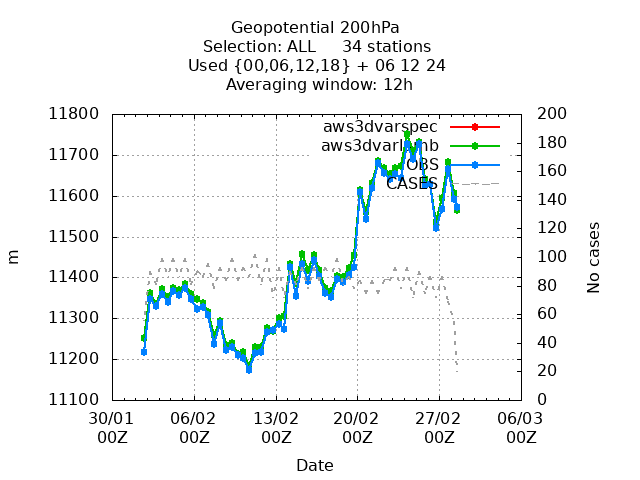 Geopotential 200hPa
Selection: ALL 34 stations
Used {00,06,12,18} + 06 12 24
Averaging window: 12h
aws3dvarspec
OBS
CASES
11800
11700
11600
11500
11400
11300
11200
11100
200
180
160
140
120
100
80
60
40
20
0
m
No cases
30/01 06/02 13/02 20/02 27/02 06/03
00Z 00Z 00Z 00Z 00Z 00Z
Date